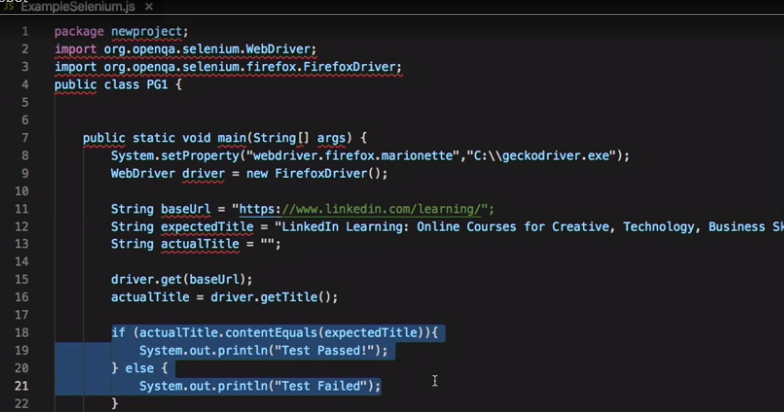 JS ExampleSelenium.js ×
1 package newproject;
2 import org.openqa.selenium.WebDriver;
3 import org.openqa.selenium.firefox.FirefoxDriver;
4 public class PG1 {
5
6
7 public static void main(String[] args) {
8 System.setProperty("webdriver.firefox.marionette","C:\\geckodriver.exe");
9 WebDriver driver = new FirefoxDriver();
10
11 String baseUrl = "https://www.linkedin.com/learning/";
12 String expectedTitle = "LinkedIn Learning: Online Courses for Creative, Technology, Business Sk
13 String actualTitle = "";
14
15 driver.get(baseUrl);
16 actualTitle = driver.getTitle();
17
18 if (actualTitle.contentEquals(expectedTitle)){
19 System.out.println("Test Passed!");
20 } else {
21 System.out.println("Test Failed");
22 }